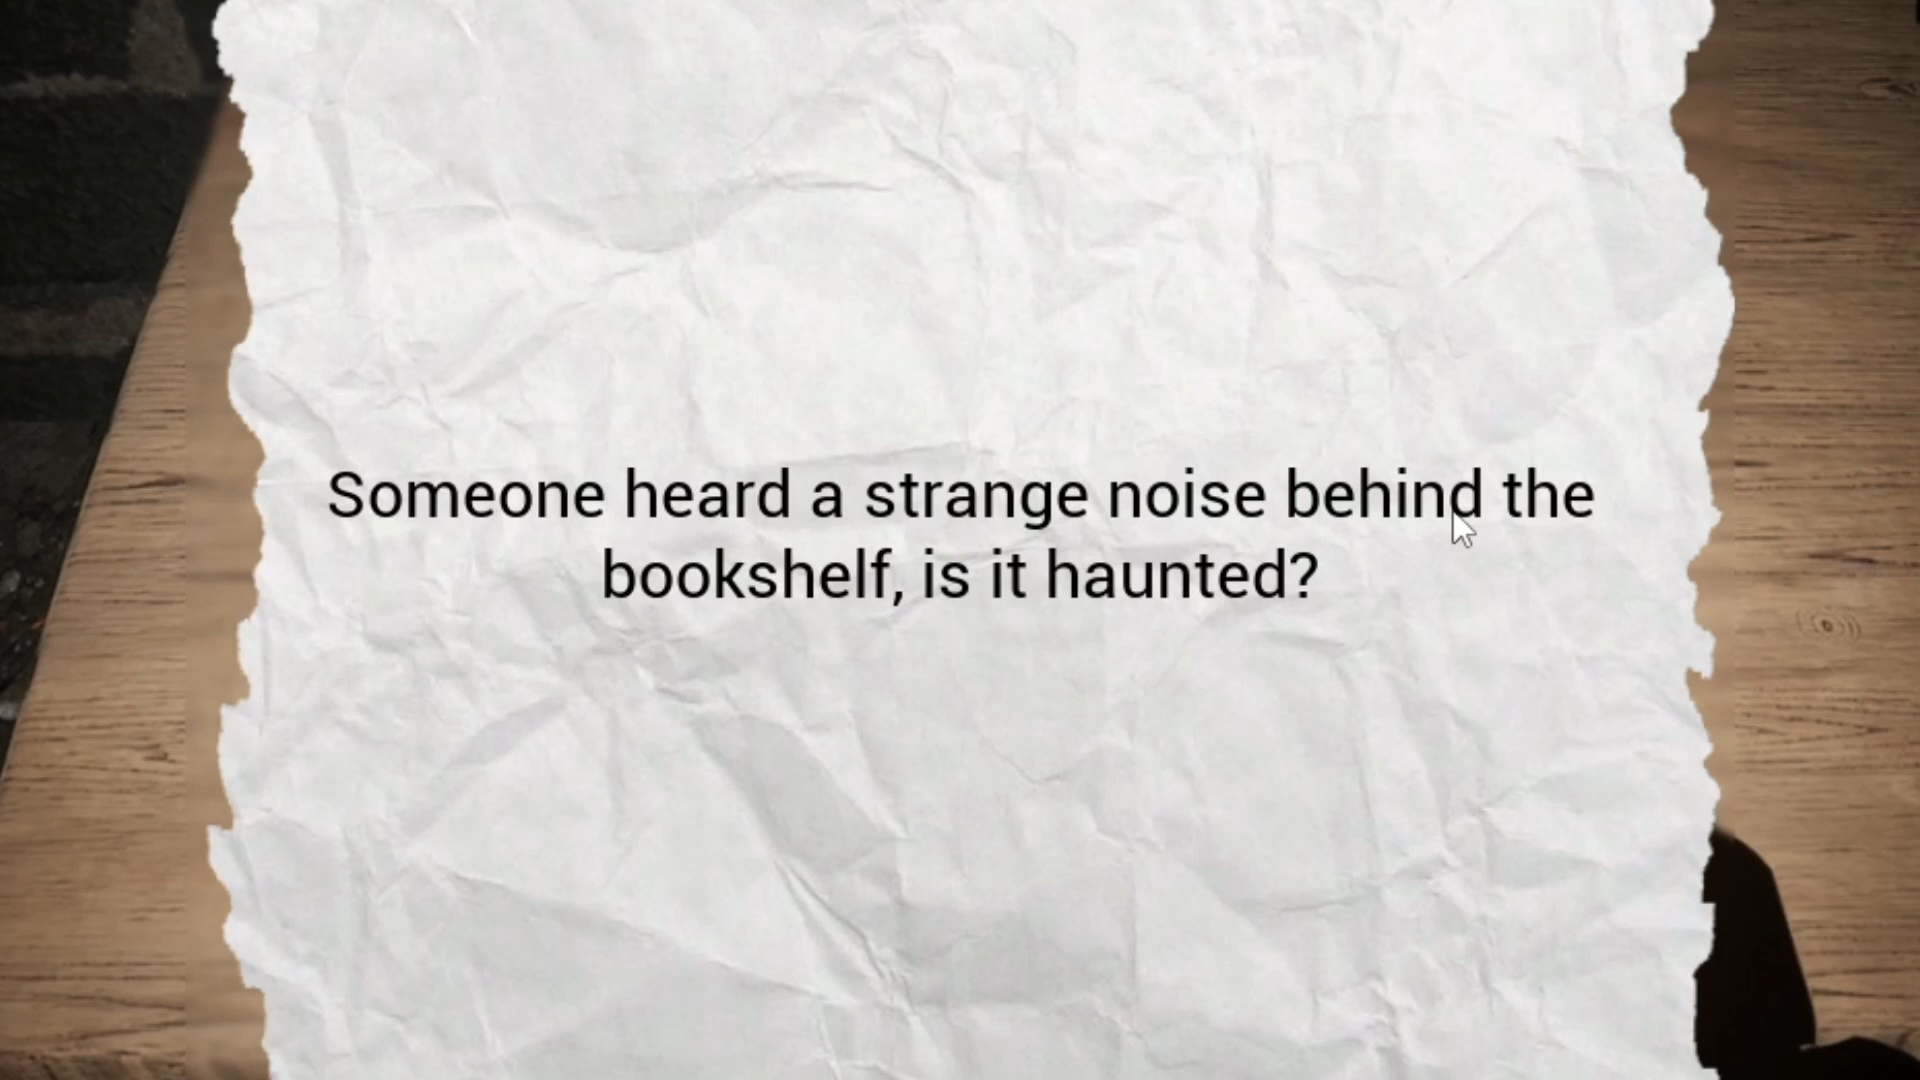 Someone heard a strange noise behind the
bookshelf, is it haunted?